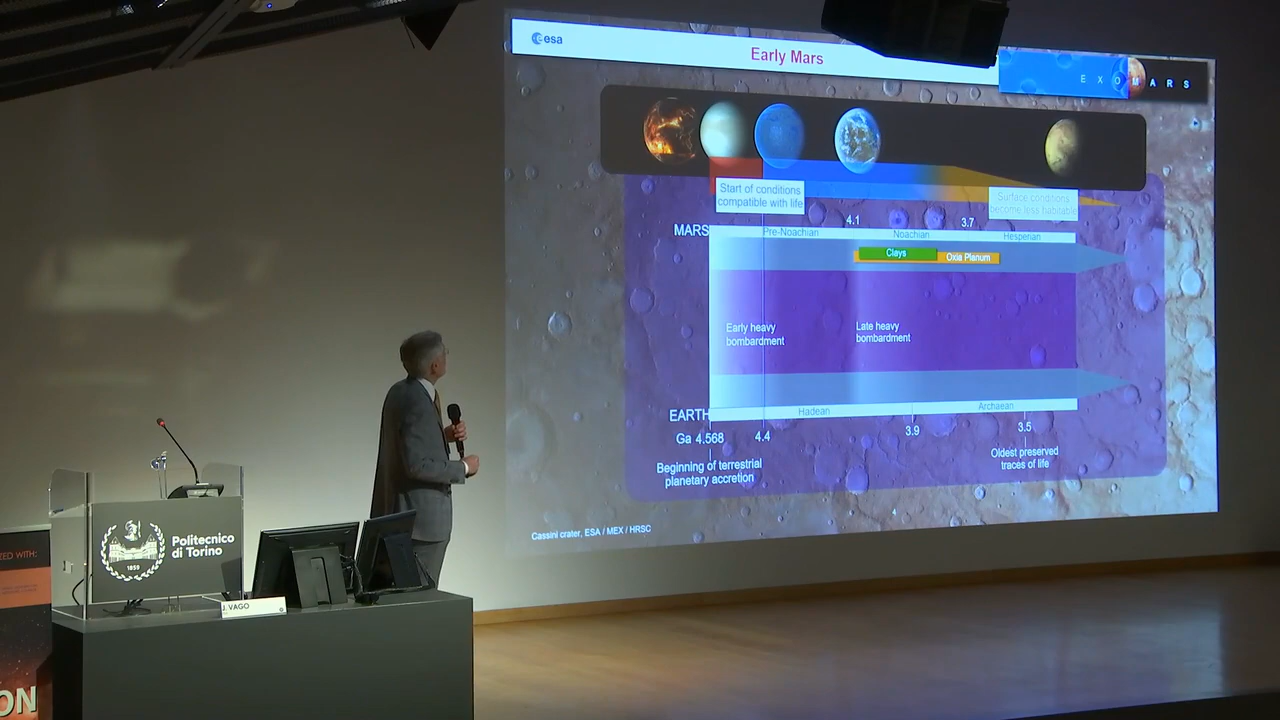 esa
Early Mars
EXOMARS
Start of conditions
compatible with life
Surface conditions
become less habitable
4.1
3.7
MARS
Pre-Noachian
Noachian
Hesperian
Clays
Oxia Planum
Early heavy
bombardment
Late heavy
bombardment
EARTH
Hadean
Archaean
Ga 4.568
4.4
3.9
3.5
Beginning of terrestrial
planetary accretion
Oldest preserved
traces of life
Cassini crater, ESA / MEX / HRSC
Politecnico
di Torino
1859
J. VAGO
ZED WITH:
ON